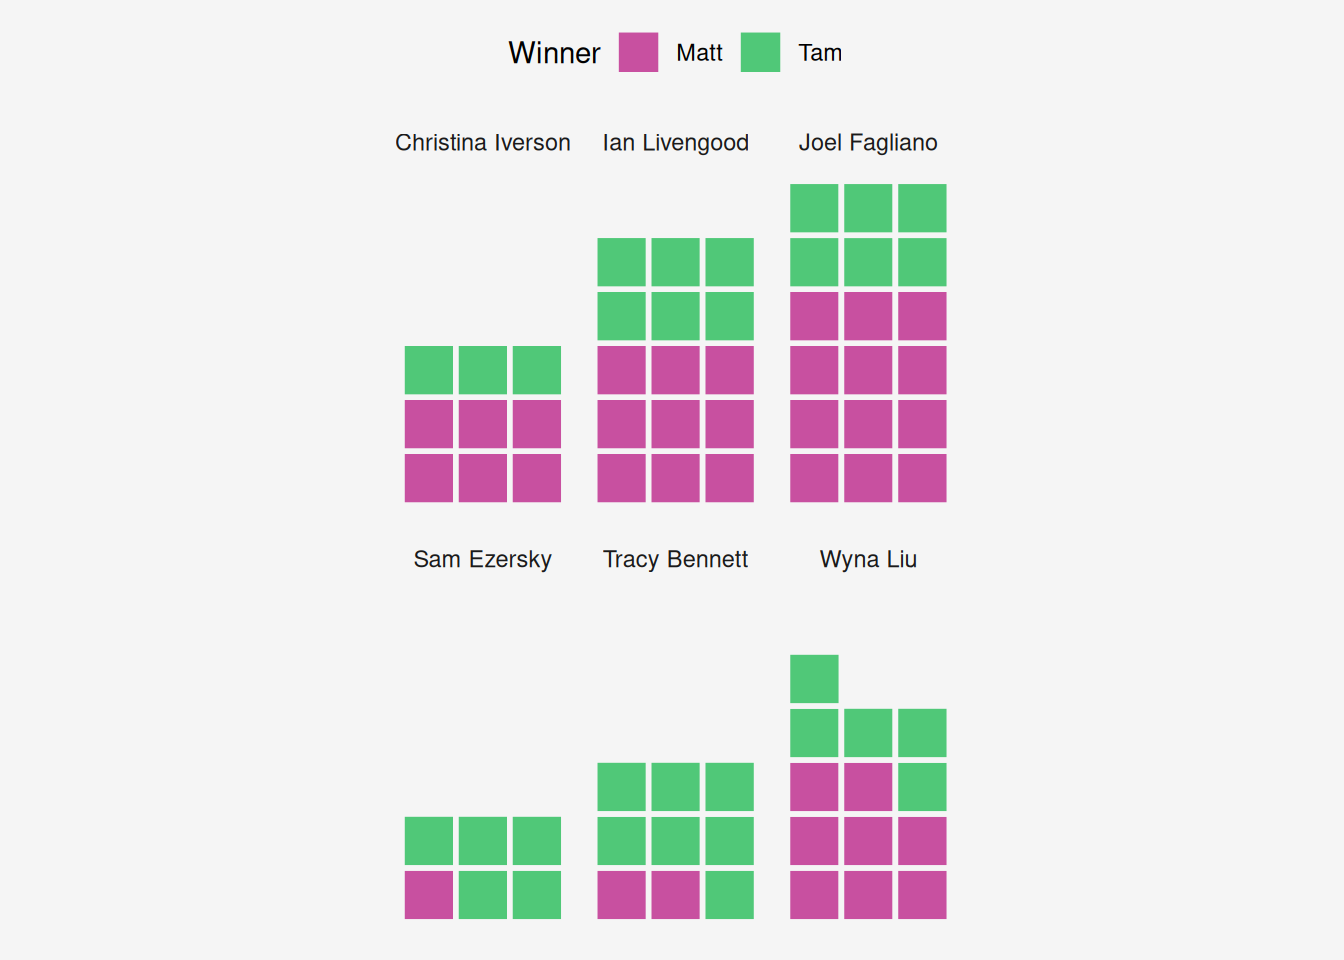 Winner Matt Tam
Christina Iverson Ian Livengood Joel Fagliano
Sam Ezersky Tracy Bennett Wyna Liu